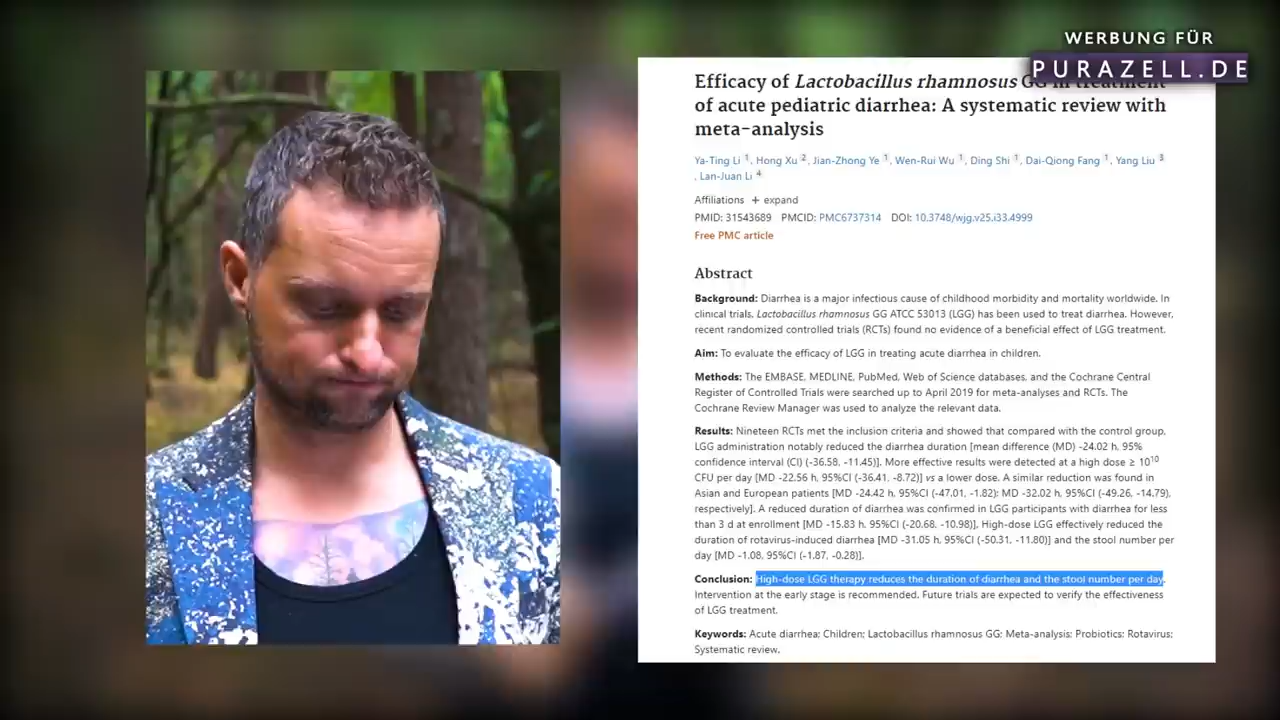 WERBUNG FÜR
PURAZELL.DE
Efficacy of Lactobacillus rhamnosus GG in treatment
of acute pediatric diarrhea: A systematic review with
meta-analysis
Ya-Ting Li 1, Hong Xu 2, Jian-Zhong Ye 1, Wen-Rui Wu 1, Ding Shi 1, Dai-Qiong Fang 1, Yang Liu 3
, Lan-Juan Li 4
Affiliations + expand
PMID: 31543689 PMCID: PMC6737314 DOI: 10.3748/wjg.v25.i33.4999
Free PMC article
Abstract
Background: Diarrhea is a major infectious cause of childhood morbidity and mortality worldwide. In
clinical trials, Lactobacillus rhamnosus GG ATCC 53013 (LGG) has been used to treat diarrhea. However,
recent randomized controlled trials (RCTs) found no evidence of a beneficial effect of LGG treatment.
Aim: To evaluate the efficacy of LGG in treating acute diarrhea in children.
Methods: The EMBASE, MEDLINE, PubMed, Web of Science databases, and the Cochrane Central
Register of Controlled Trials were searched up to April 2019 for meta-analyses and RCTs. The
Cochrane Review Manager was used to analyze the relevant data.
Results: Nineteen RCTs met the inclusion criteria and showed that compared with the control group,
LGG administration notably reduced the diarrhea duration [mean difference (MD) -24.02 h, 95%
confidence interval (CI) (-36.58, -11.45)]. More effective results were detected at a high dose ≥ 10^10
CFU per day [MD -22.56 h, 95%CI (-36.41, -8.72)] vs a lower dose. A similar reduction was found in
Asian and European patients [MD -24.42 h, 95%CI (-47.01, -1.82); MD -32.02 h, 95%CI (-49.26, -14.79),
respectively]. A reduced duration of diarrhea was confirmed in LGG participants with diarrhea for less
than 3 d at enrollment [MD -15.83 h, 95%CI (-20.68, -10.98)]. High-dose LGG effectively reduced the
duration of rotavirus-induced diarrhea [MD -31.05 h, 95%CI (-50.31, -11.80)] and the stool number per
day [MD -1.08, 95%CI (-1.87, -0.28)].
Conclusion: High-dose LGG therapy reduces the duration of diarrhea and the stool number per day.
Intervention at the early stage is recommended. Future trials are expected to verify the effectiveness
of LGG treatment.
Keywords: Acute diarrhea; Children; Lactobacillus rhamnosus GG; Meta-analysis; Probiotics; Rotavirus;
Systematic review.